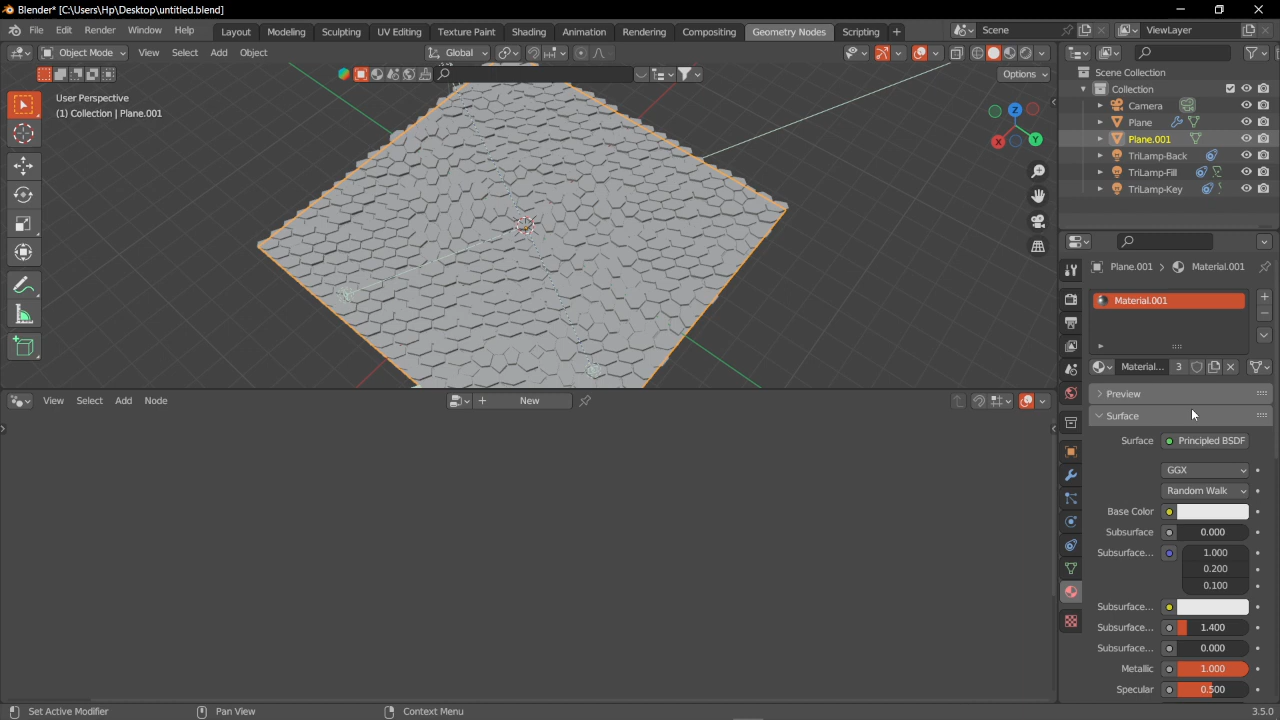 Blender* [C:\Users\Hp\Desktop\untitled.blend]
File Edit Render Window Help Layout Modeling Sculpting UV Editing Texture Paint Shading Animation Rendering Compositing Geometry Nodes Scripting + Scene ViewLayer
Object Mode View Select Add Object Global
Options
User Perspective
(1) Collection | Plane.001
Z
Y
X
Scene Collection
Collection
Camera
Plane
Plane.001
TriLamp-Back
TriLamp-Fill
TriLamp-Key
Plane.001 > Material.001
Material.001
Material... 3
Preview
Surface
Surface Principled BSDF
GGX
Random Walk
Base Color
Subsurface 0.000
Subsurface... 1.000
0.200
0.100
Subsurface...
Subsurface... 1.400
Subsurface... 0.000
Metallic 1.000
Specular 0.500
View Select Add Node + New
Set Active Modifier Pan View Context Menu 3.5.0